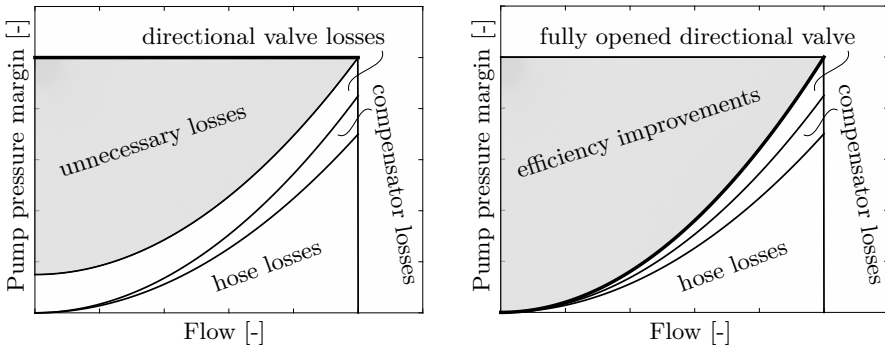 Pump pressure margin [-]
directional valve losses
unnecessary losses
compensator losses
hose losses
Flow [-]
Pump pressure margin [-]
fully opened directional valve
efficiency improvements
compensator losses
hose losses
Flow [-]